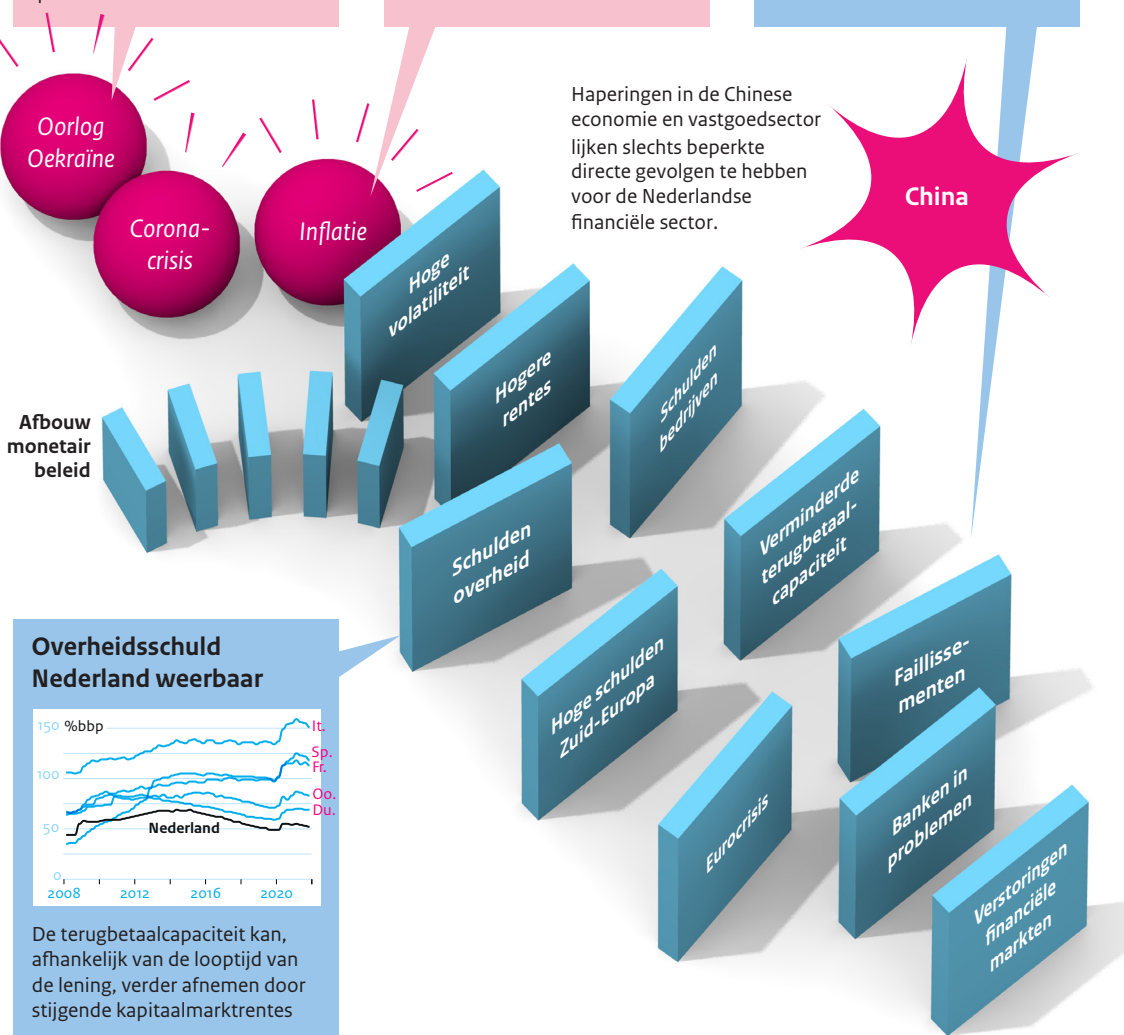 Oorlog
Oekraïne
Corona-
crisis
Inflatie
Haperingen in de Chinese
economie en vastgoedsector
lijken slechts beperkte
directe gevolgen te hebben
voor de Nederlandse
financiële sector.
China
Hoge
volatiliteit
Hogere
rentes
Schulden
bedrijven
Afbouw
monetair
beleid
Schulden
overheid
Verminderde
terugbetaal-
capaciteit
Hoge schulden
Zuid-Europa
Faillisse-
menten
Eurocrisis
Banken in
problemen
Verstoringen
financiële
markten
Overheidsschuld
Nederland weerbaar
150 %bbp
It.
Sp.
Fr.
100
Oo.
Du.
50
Nederland
0
2008 2012 2016 2020
De terugbetaalcapaciteit kan,
afhankelijk van de looptijd van
de lening, verder afnemen door
stijgende kapitaalmarktrentes